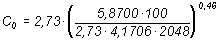 C₀ = 2,73 · (5,8700 · 100 / 2,73 · 4,1706 · 2048)^0,46